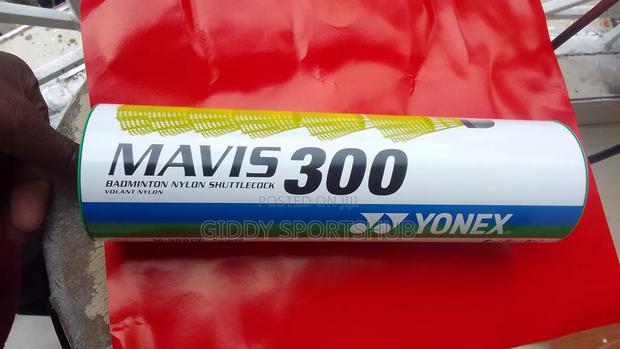 MAVIS 300
BADMINTON NYLON SHUTTLECOCK
VOLANT NYLON
POSTED ON JIJI
GIDDY SPORTSHUB
YONEX